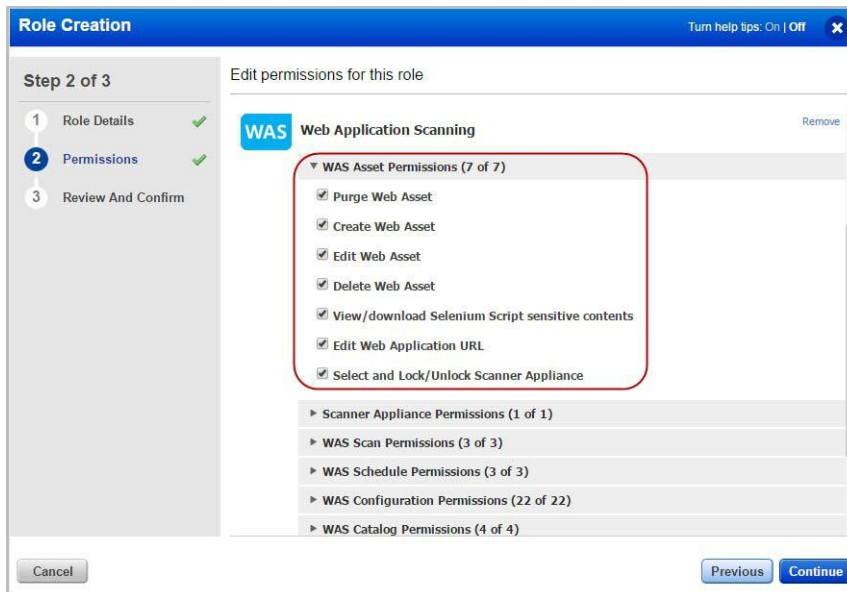 Role Creation
Turn help tips: On | Off
Step 2 of 3
1 Role Details
2 Permissions
3 Review And Confirm
Edit permissions for this role
WAS Web Application Scanning
Remove
WAS Asset Permissions (7 of 7)
Purge Web Asset
Create Web Asset
Edit Web Asset
Delete Web Asset
View/download Selenium Script sensitive contents
Edit Web Application URL
Select and Lock/Unlock Scanner Appliance
Scanner Appliance Permissions (1 of 1)
WAS Scan Permissions (3 of 3)
WAS Schedule Permissions (3 of 3)
WAS Configuration Permissions (22 of 22)
WAS Catalog Permissions (4 of 4)
Cancel
Previous
Continue